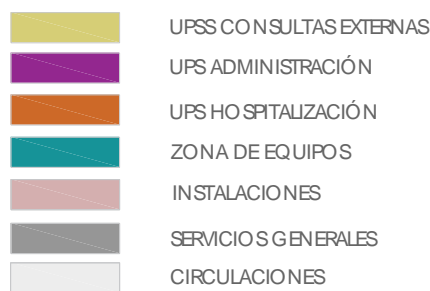 UPSS CONSULTAS EXTERNAS
UPS ADMINISTRACIÓN
UPS HOSPITALIZACIÓN
ZONA DE EQUIPOS
INSTALACIONES
SERVICIOS GENERALES
CIRCULACIONES